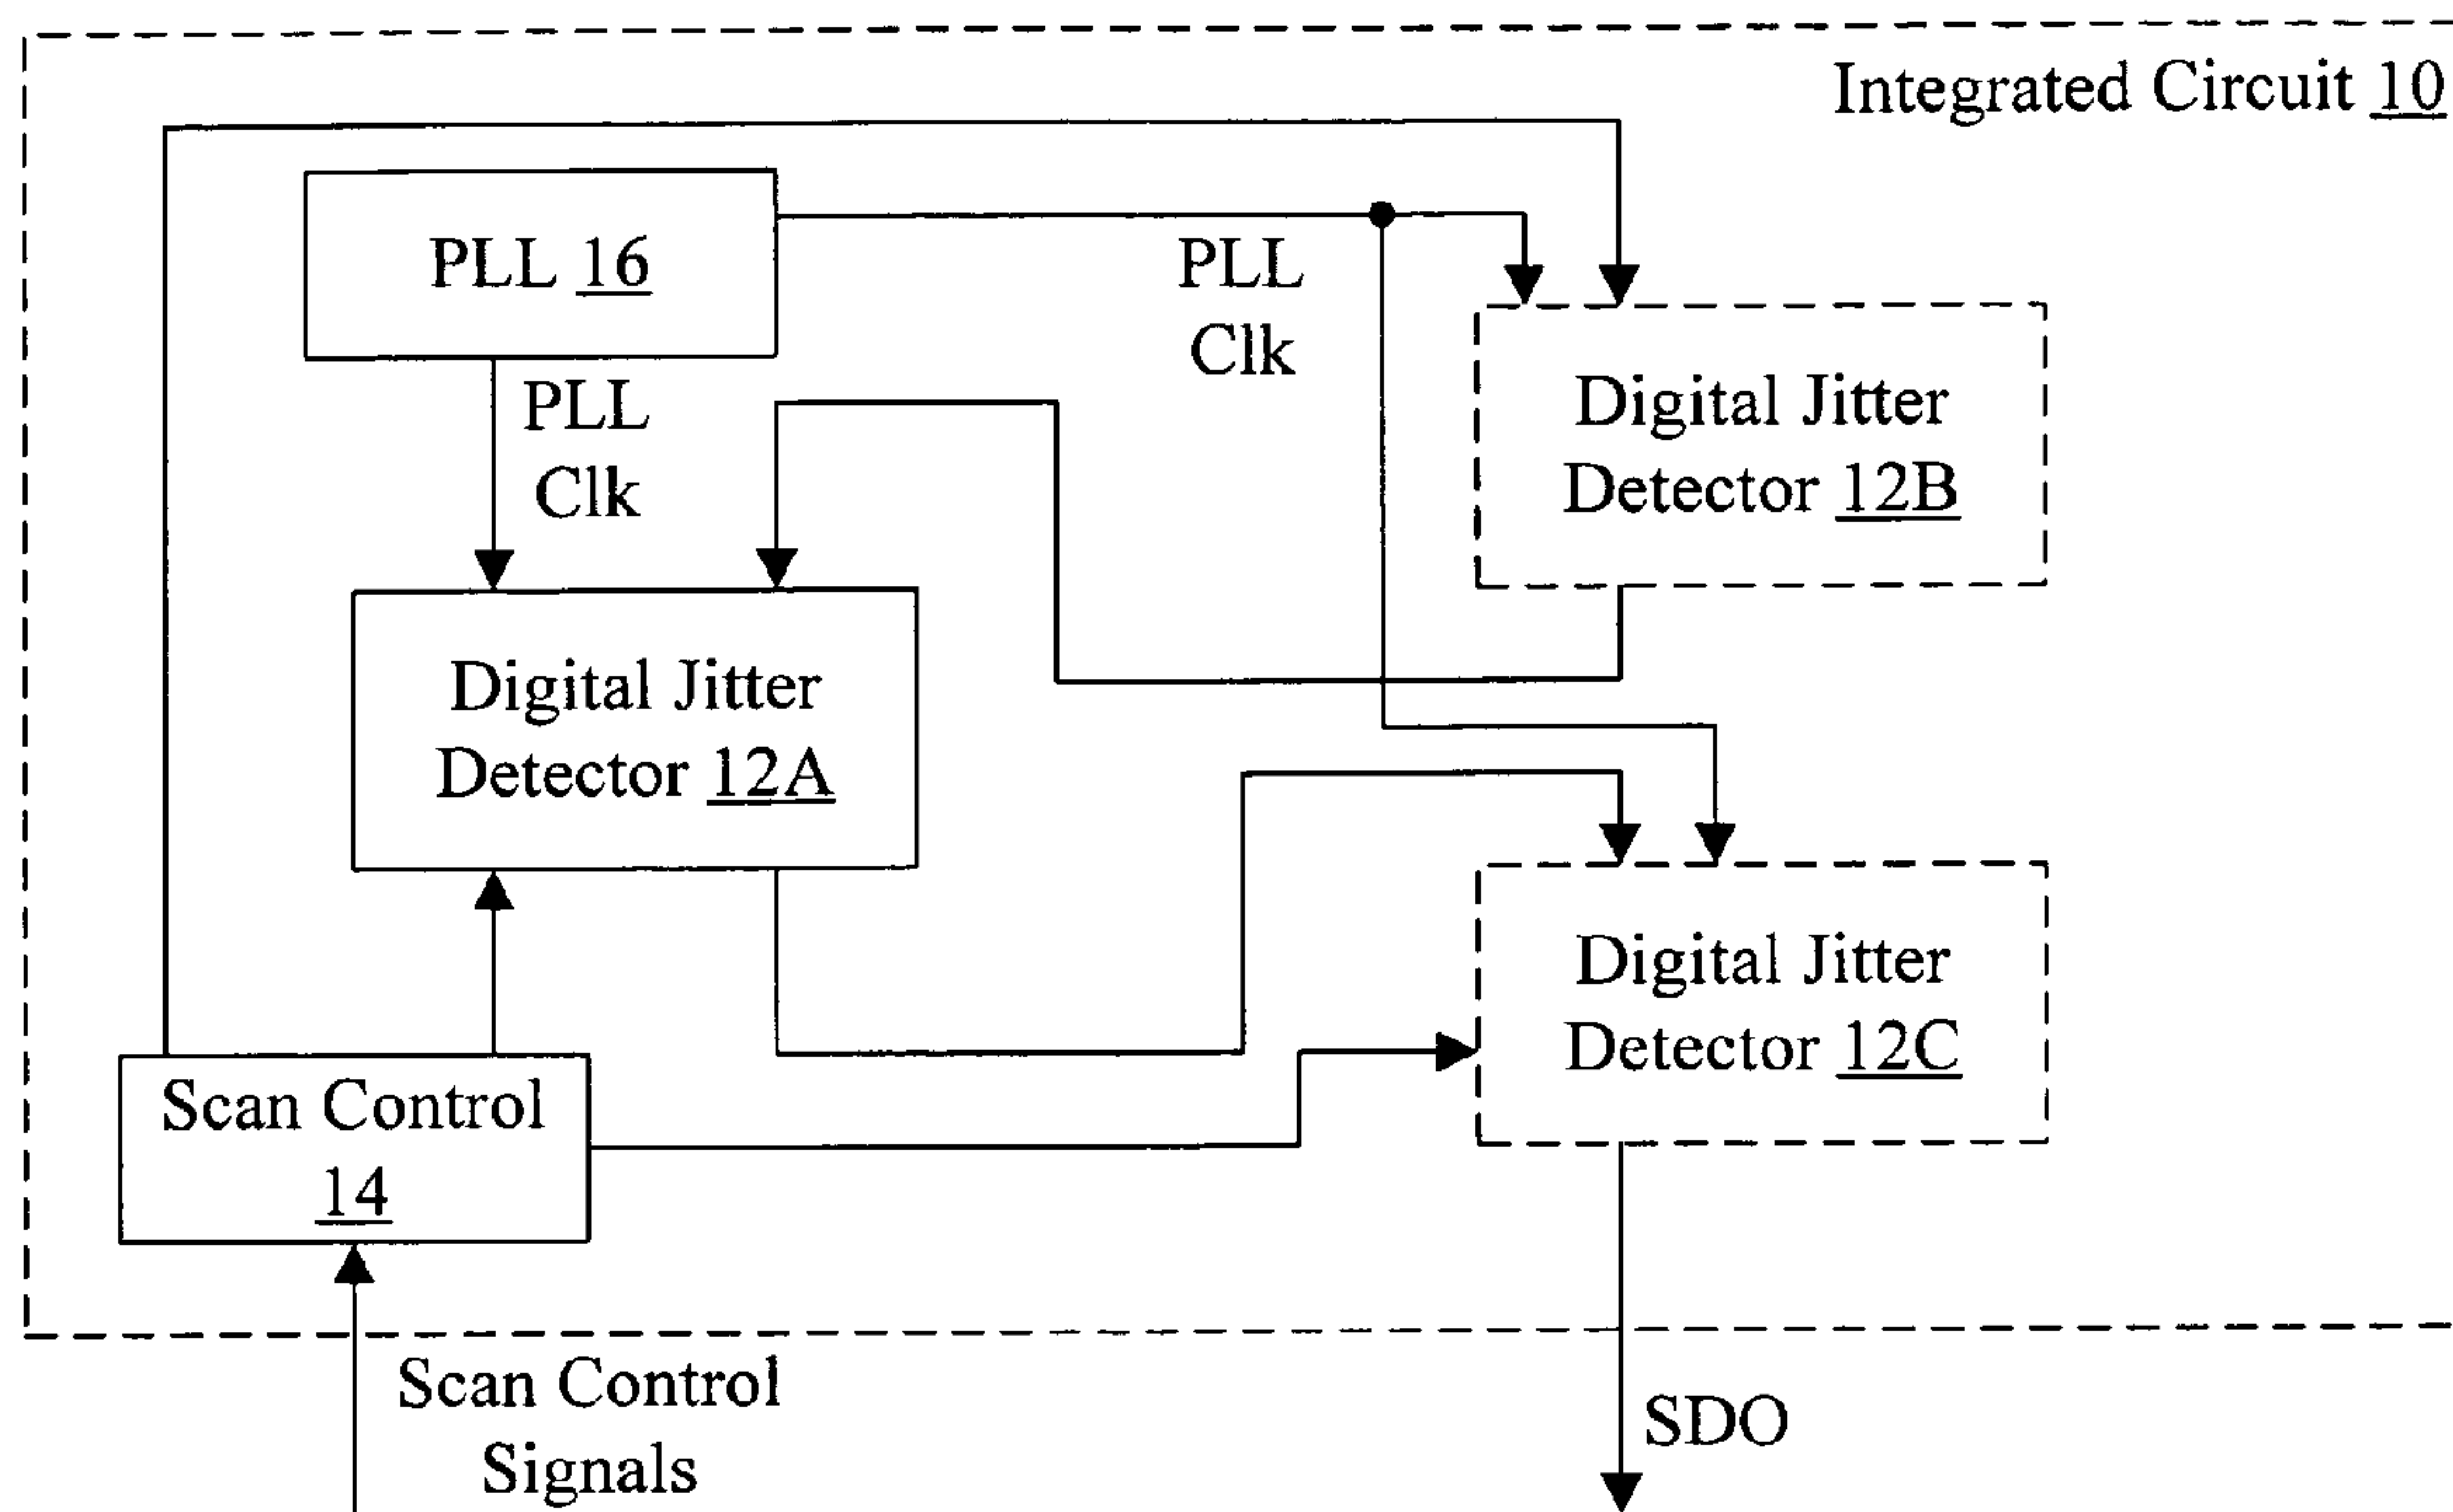 Integrated Circuit 10
PLL 16
PLL
Clk
PLL
Clk
Digital Jitter
Detector 12B
Digital Jitter
Detector 12A
Digital Jitter
Detector 12C
Scan Control
14
Scan Control
Signals
SDO